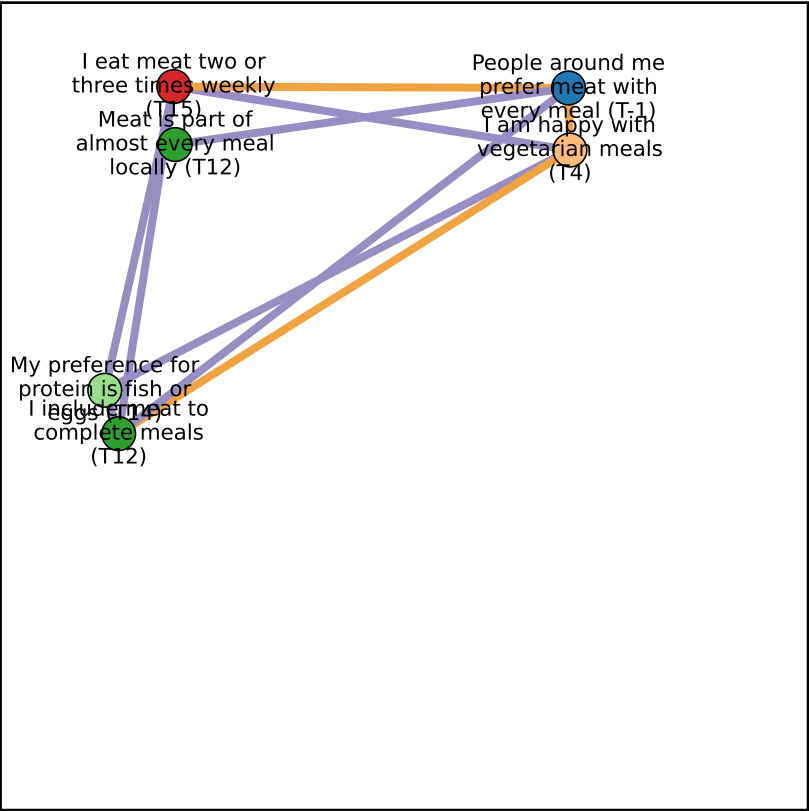 I eat meat two or
three times weekly
(T15)
Meat is part of
almost every meal
locally (T12)
People around me
prefer meat with
every meal (T-1)
I am happy with
vegetarian meals
(T4)
My preference for
protein is fish or
eggs (T14)
I include meat to
complete meals
(T12)